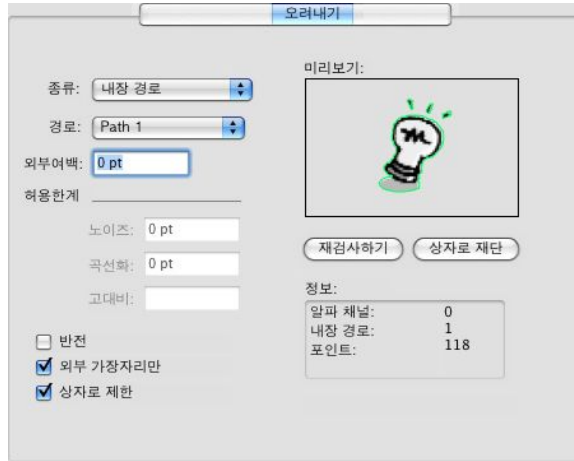 오려내기
종류: 내장 경로
경로: Path 1
외부여백: 0 pt
허용한계
노이즈: 0 pt
곡선화: 0 pt
고대비:
반전
외부 가장자리만
상자로 제한
미리보기:
재검사하기 상자로 재단
정보:
알파 채널: 0
내장 경로: 1
포인트: 118